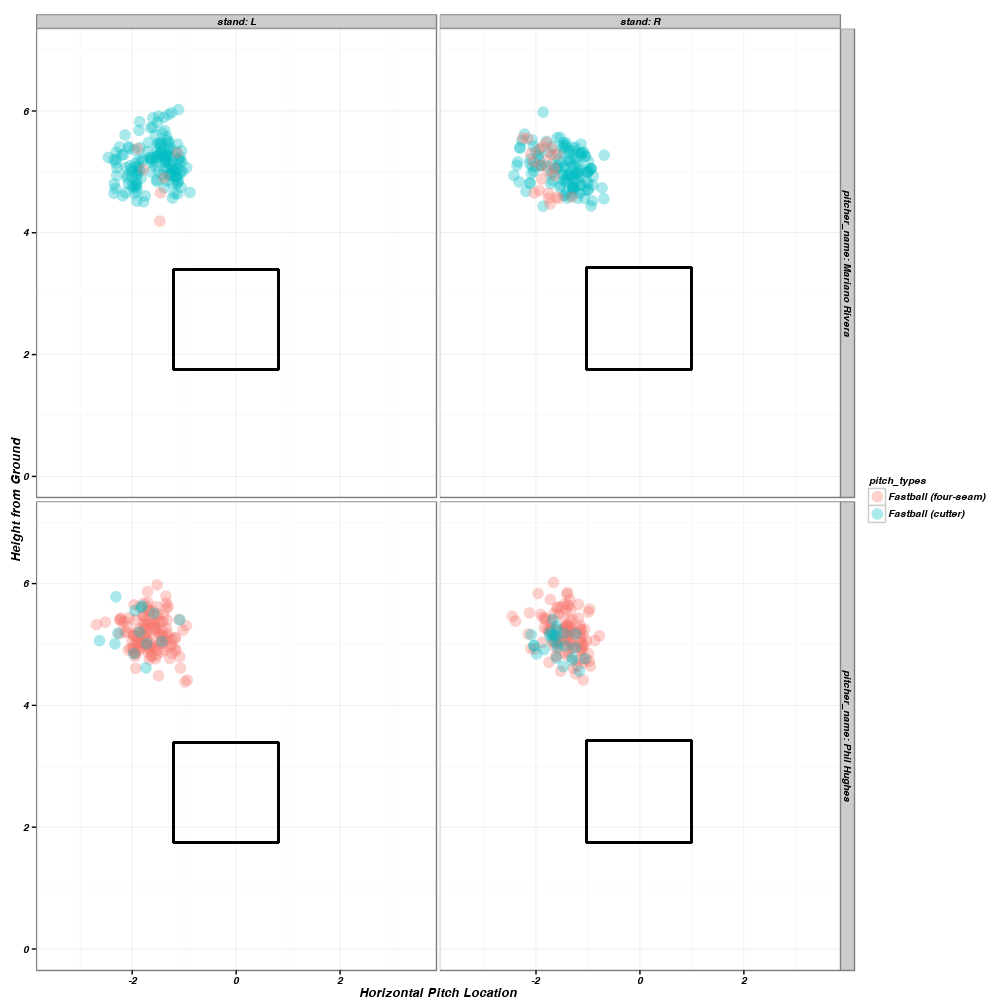 stand: L
stand: R
6
4
2
0
pitcher_name: Mariano Rivera
6
4
2
0
pitcher_name: Phil Hughes
-2
0
2
-2
0
2
Height from Ground
Horizontal Pitch Location
pitch_types
Fastball (four-seam)
Fastball (cutter)